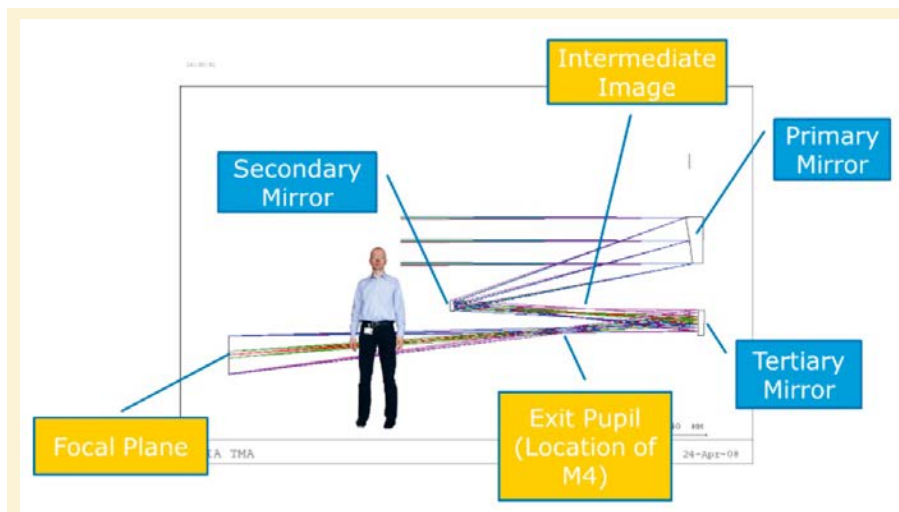 Intermediate
Image
Primary
Mirror
Secondary
Mirror
Tertiary
Mirror
Exit Pupil
(Location of
M4)
Focal Plane
TMA
MM
24-Apr-08